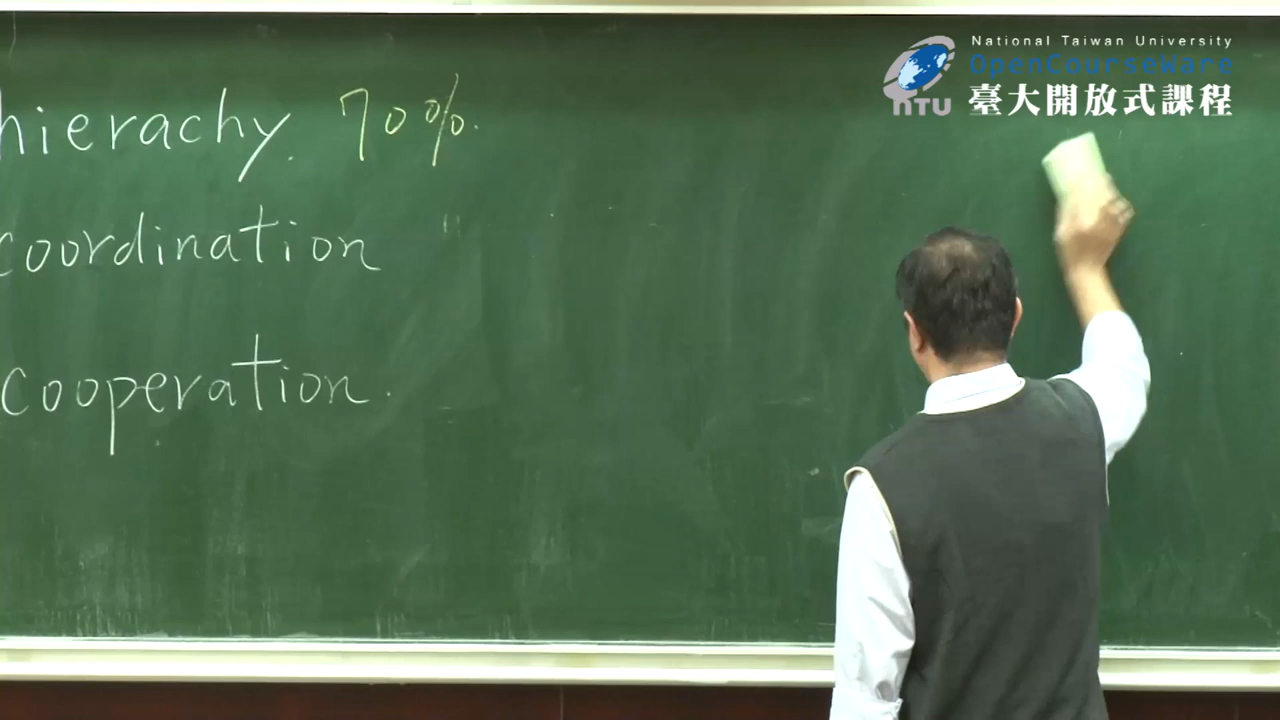 National Taiwan University
OpenCourseWare
NTU 臺大開放式課程
hierachy. 70%.
coordination
cooperation.